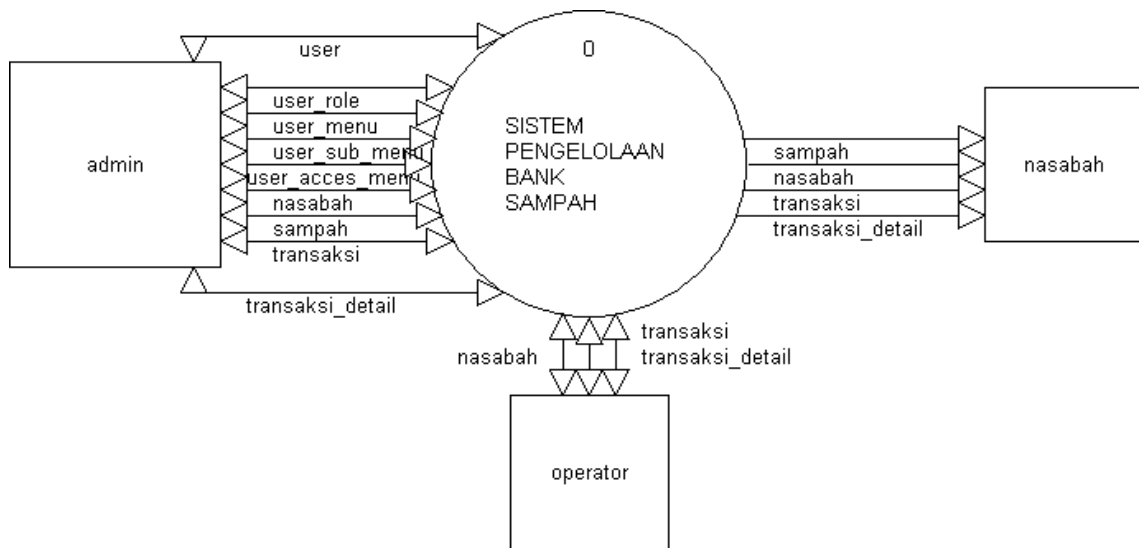 user
0
user_role
user_menu
user_sub_menu
user_acces_menu
nasabah
sampah
transaksi
transaksi_detail
admin
SISTEM
PENGELOLAAN
BANK
SAMPAH
sampah
nasabah
transaksi
transaksi_detail
nasabah
nasabah
transaksi
transaksi_detail
operator